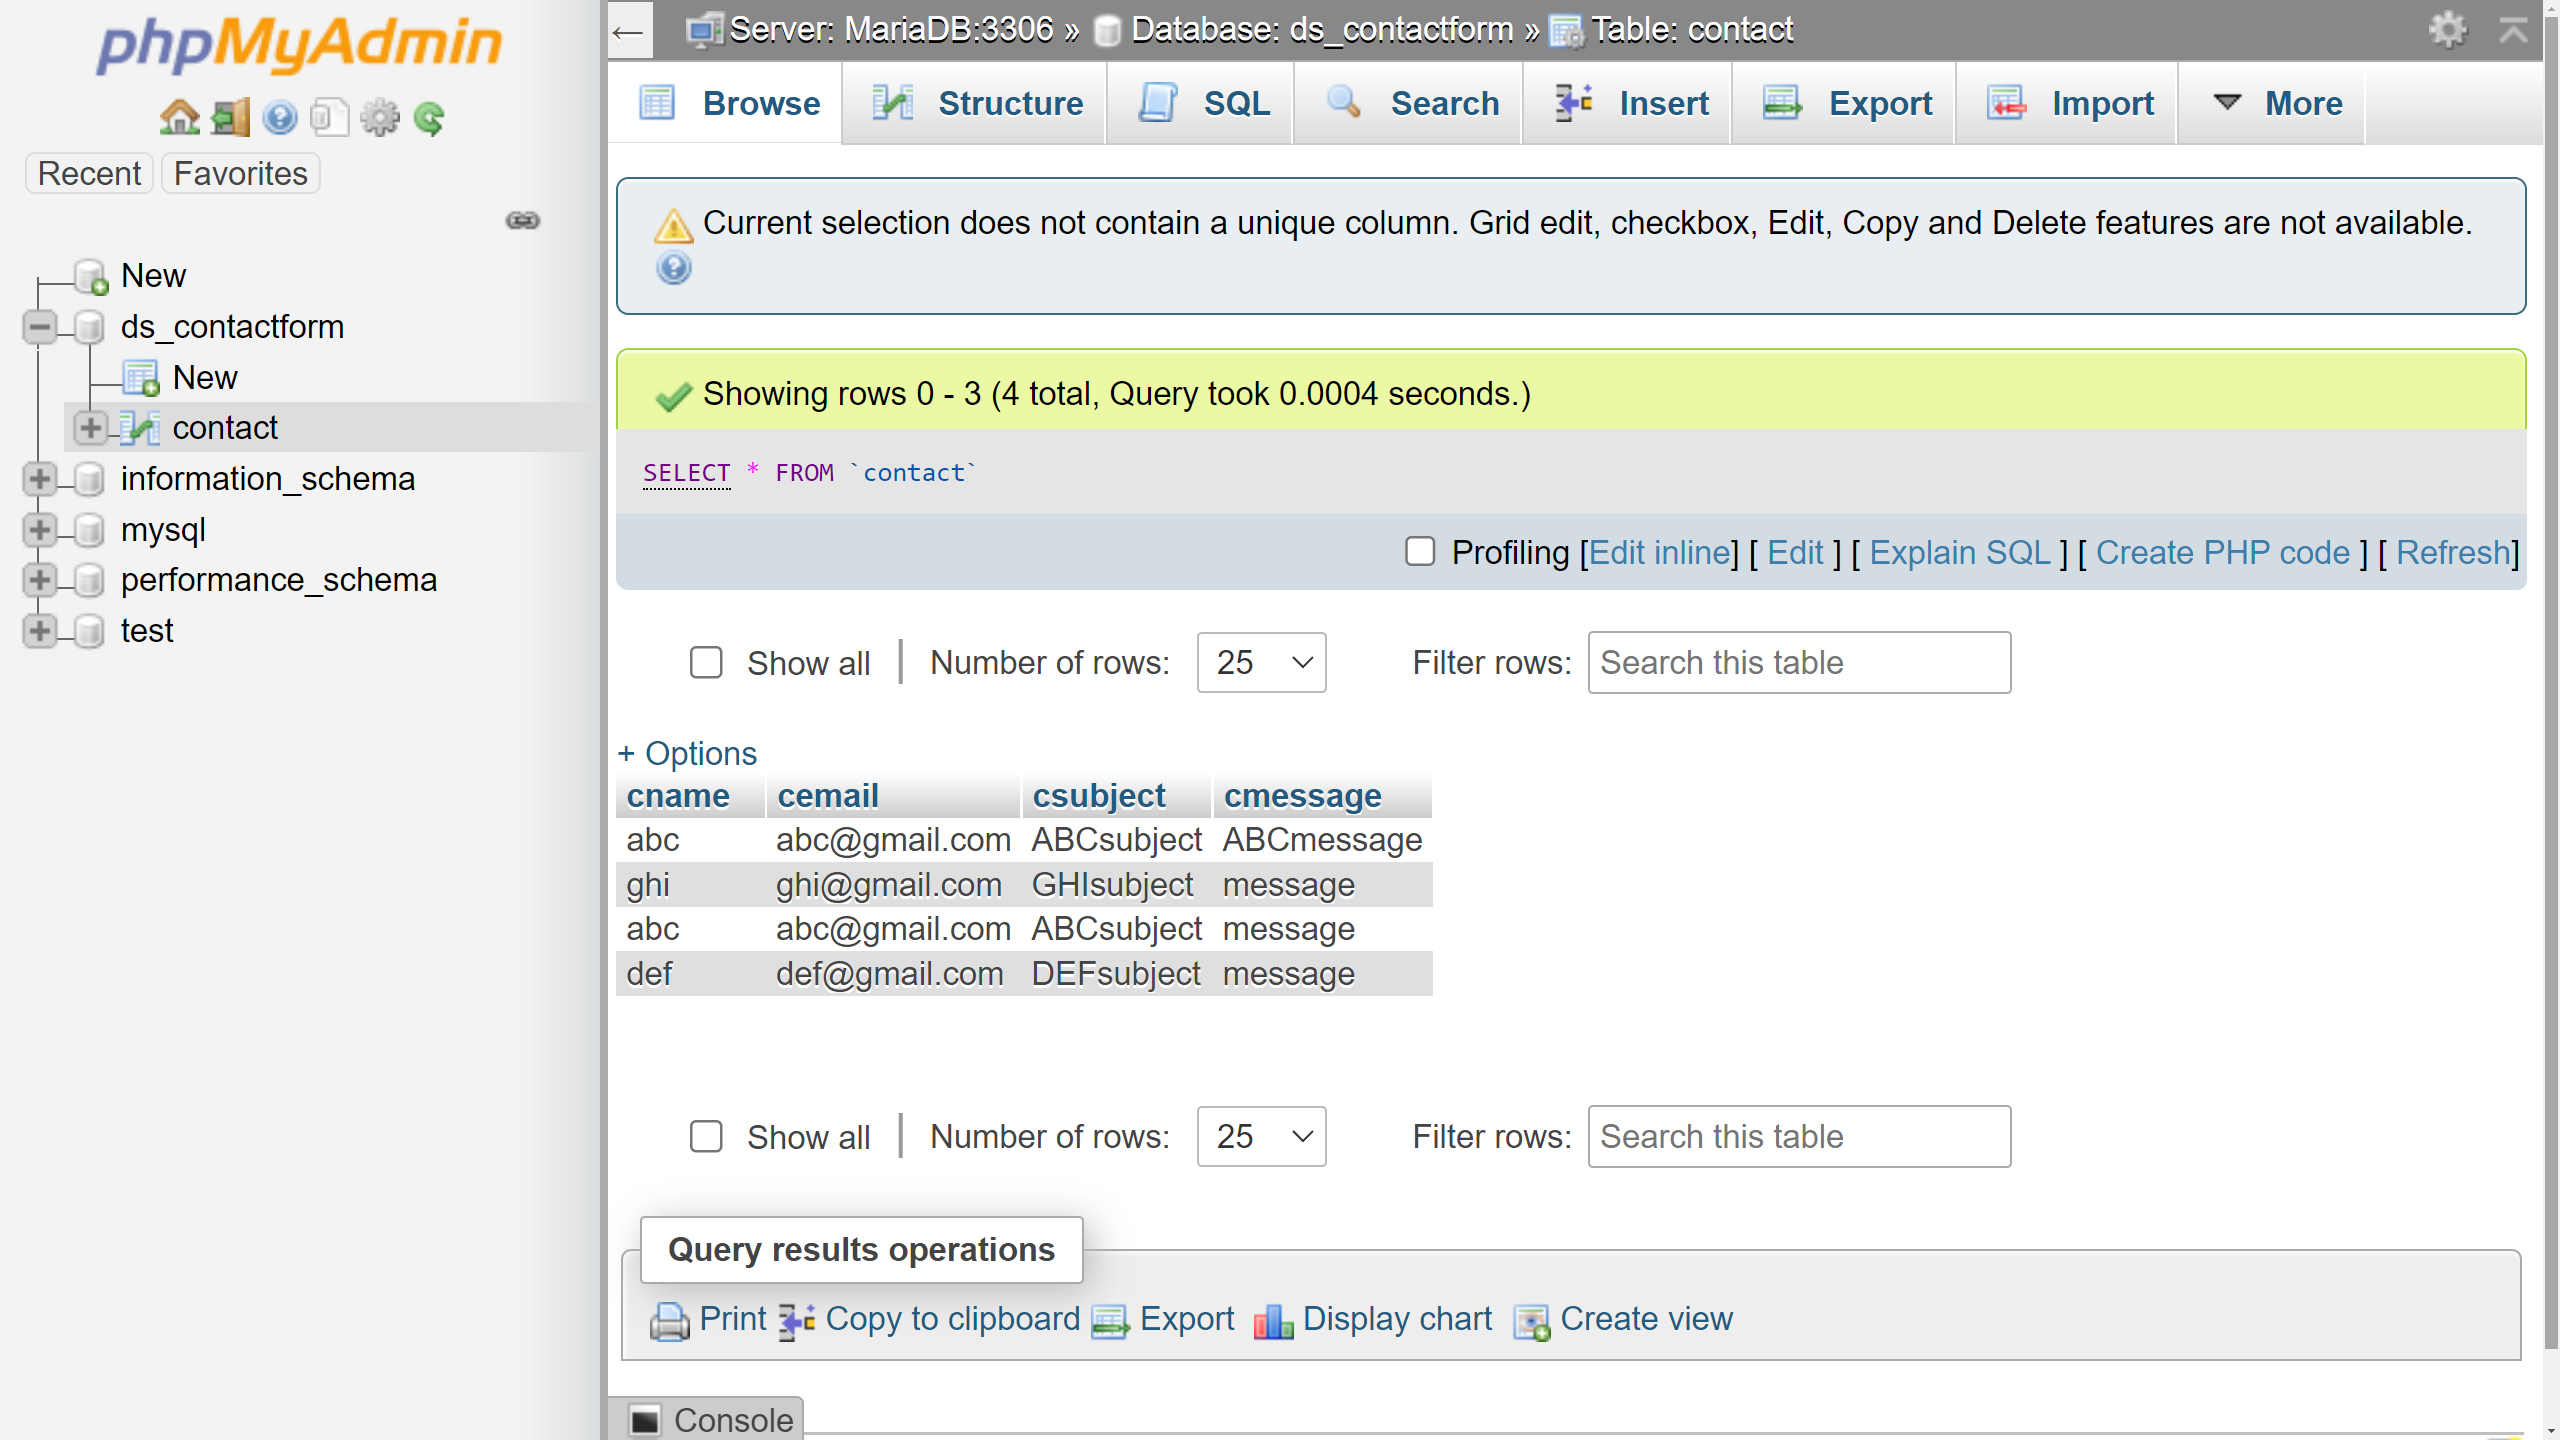 phpMyAdmin
Recent Favorites
New
ds_contactform
New
contact
information_schema
mysql
performance_schema
test
← Server: MariaDB:3306 » Database: ds_contactform » Table: contact
Browse Structure SQL Search Insert Export Import More
Current selection does not contain a unique column. Grid edit, checkbox, Edit, Copy and Delete features are not available.
Showing rows 0 - 3 (4 total, Query took 0.0004 seconds.)
SELECT * FROM `contact`
Profiling [Edit inline] [ Edit ] [ Explain SQL ] [ Create PHP code ] [ Refresh]
Show all | Number of rows: 25 Filter rows: Search this table
+ Options
cname cemail csubject cmessage
abc abc@gmail.com ABCsubject ABCmessage
ghi ghi@gmail.com GHIsubject message
abc abc@gmail.com ABCsubject message
def def@gmail.com DEFsubject message
Show all | Number of rows: 25 Filter rows: Search this table
Query results operations
Print Copy to clipboard Export Display chart Create view
Console